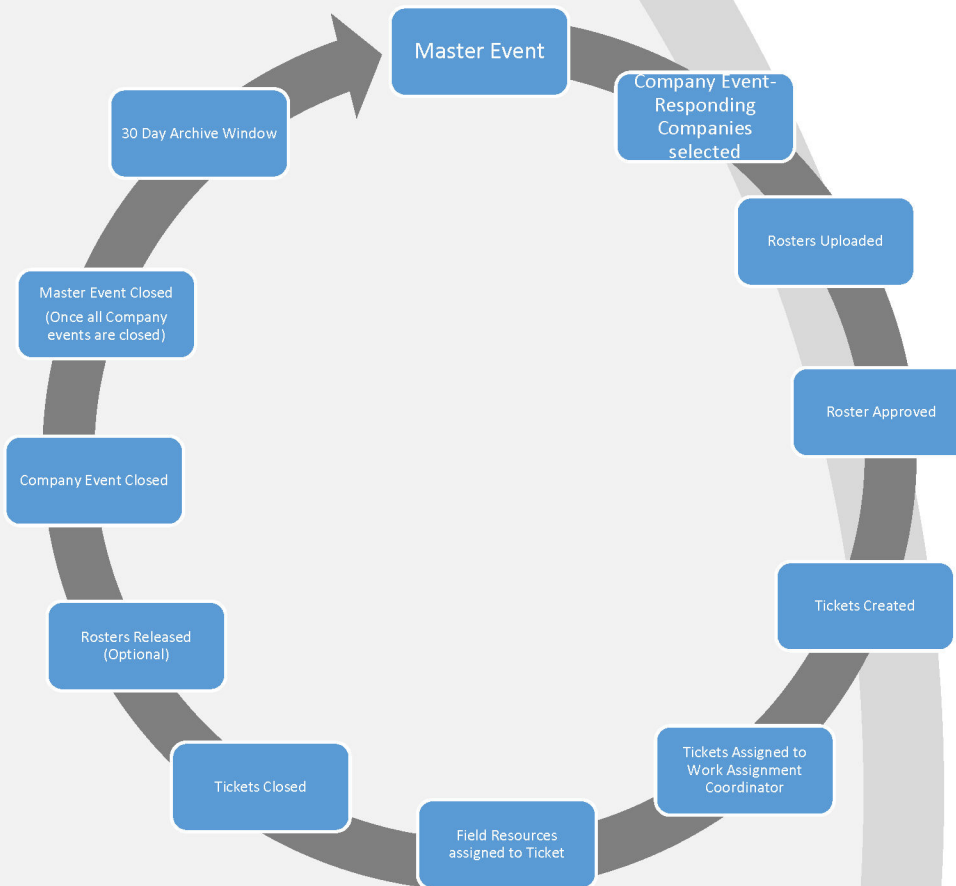 Master Event
Company Event-
Responding
Companies
selected
Rosters Uploaded
Roster Approved
Tickets Created
Tickets Assigned to
Work Assignment
Coordinator
Field Resources
assigned to Ticket
Tickets Closed
Rosters Released
(Optional)
Company Event Closed
Master Event Closed
(Once all Company
events are closed)
30 Day Archive Window